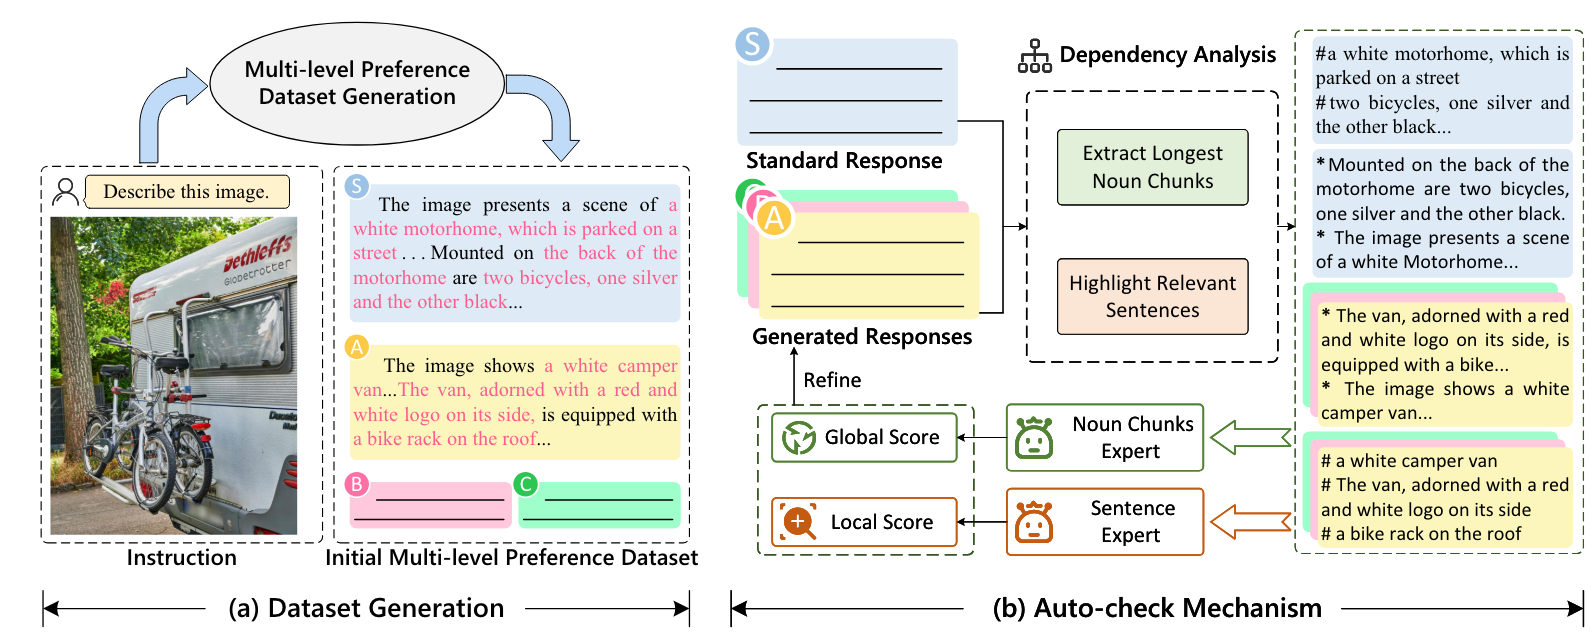 Multi-level Preference
Dataset Generation
Describe this image.
Dethleffs
GLOBETROTTER
Instruction
S
The image presents a scene of a
white motorhome, which is parked on a
street ... Mounted on the back of the
motorhome are two bicycles, one silver
and the other black...
A
The image shows a white camper
van...The van, adorned with a red and
white logo on its side, is equipped with
a bike rack on the roof...
B
C
Initial Multi-level Preference Dataset
(a) Dataset Generation
S
Standard Response
A
Generated Responses
Refine
Global Score
Local Score
Dependency Analysis
Extract Longest
Noun Chunks
Highlight Relevant
Sentences
Noun Chunks
Expert
Sentence
Expert
#a white motorhome, which is
parked on a street
#two bicycles, one silver and
the other black...
*Mounted on the back of the
motorhome are two bicycles,
one silver and the other black.
* The image presents a scene
of a white Motorhome...
* The van, adorned with a red
and white logo on its side, is
equipped with a bike...
* The image shows a white
camper van...
# a white camper van
# The van, adorned with a red
and white logo on its side
# a bike rack on the roof
(b) Auto-check Mechanism